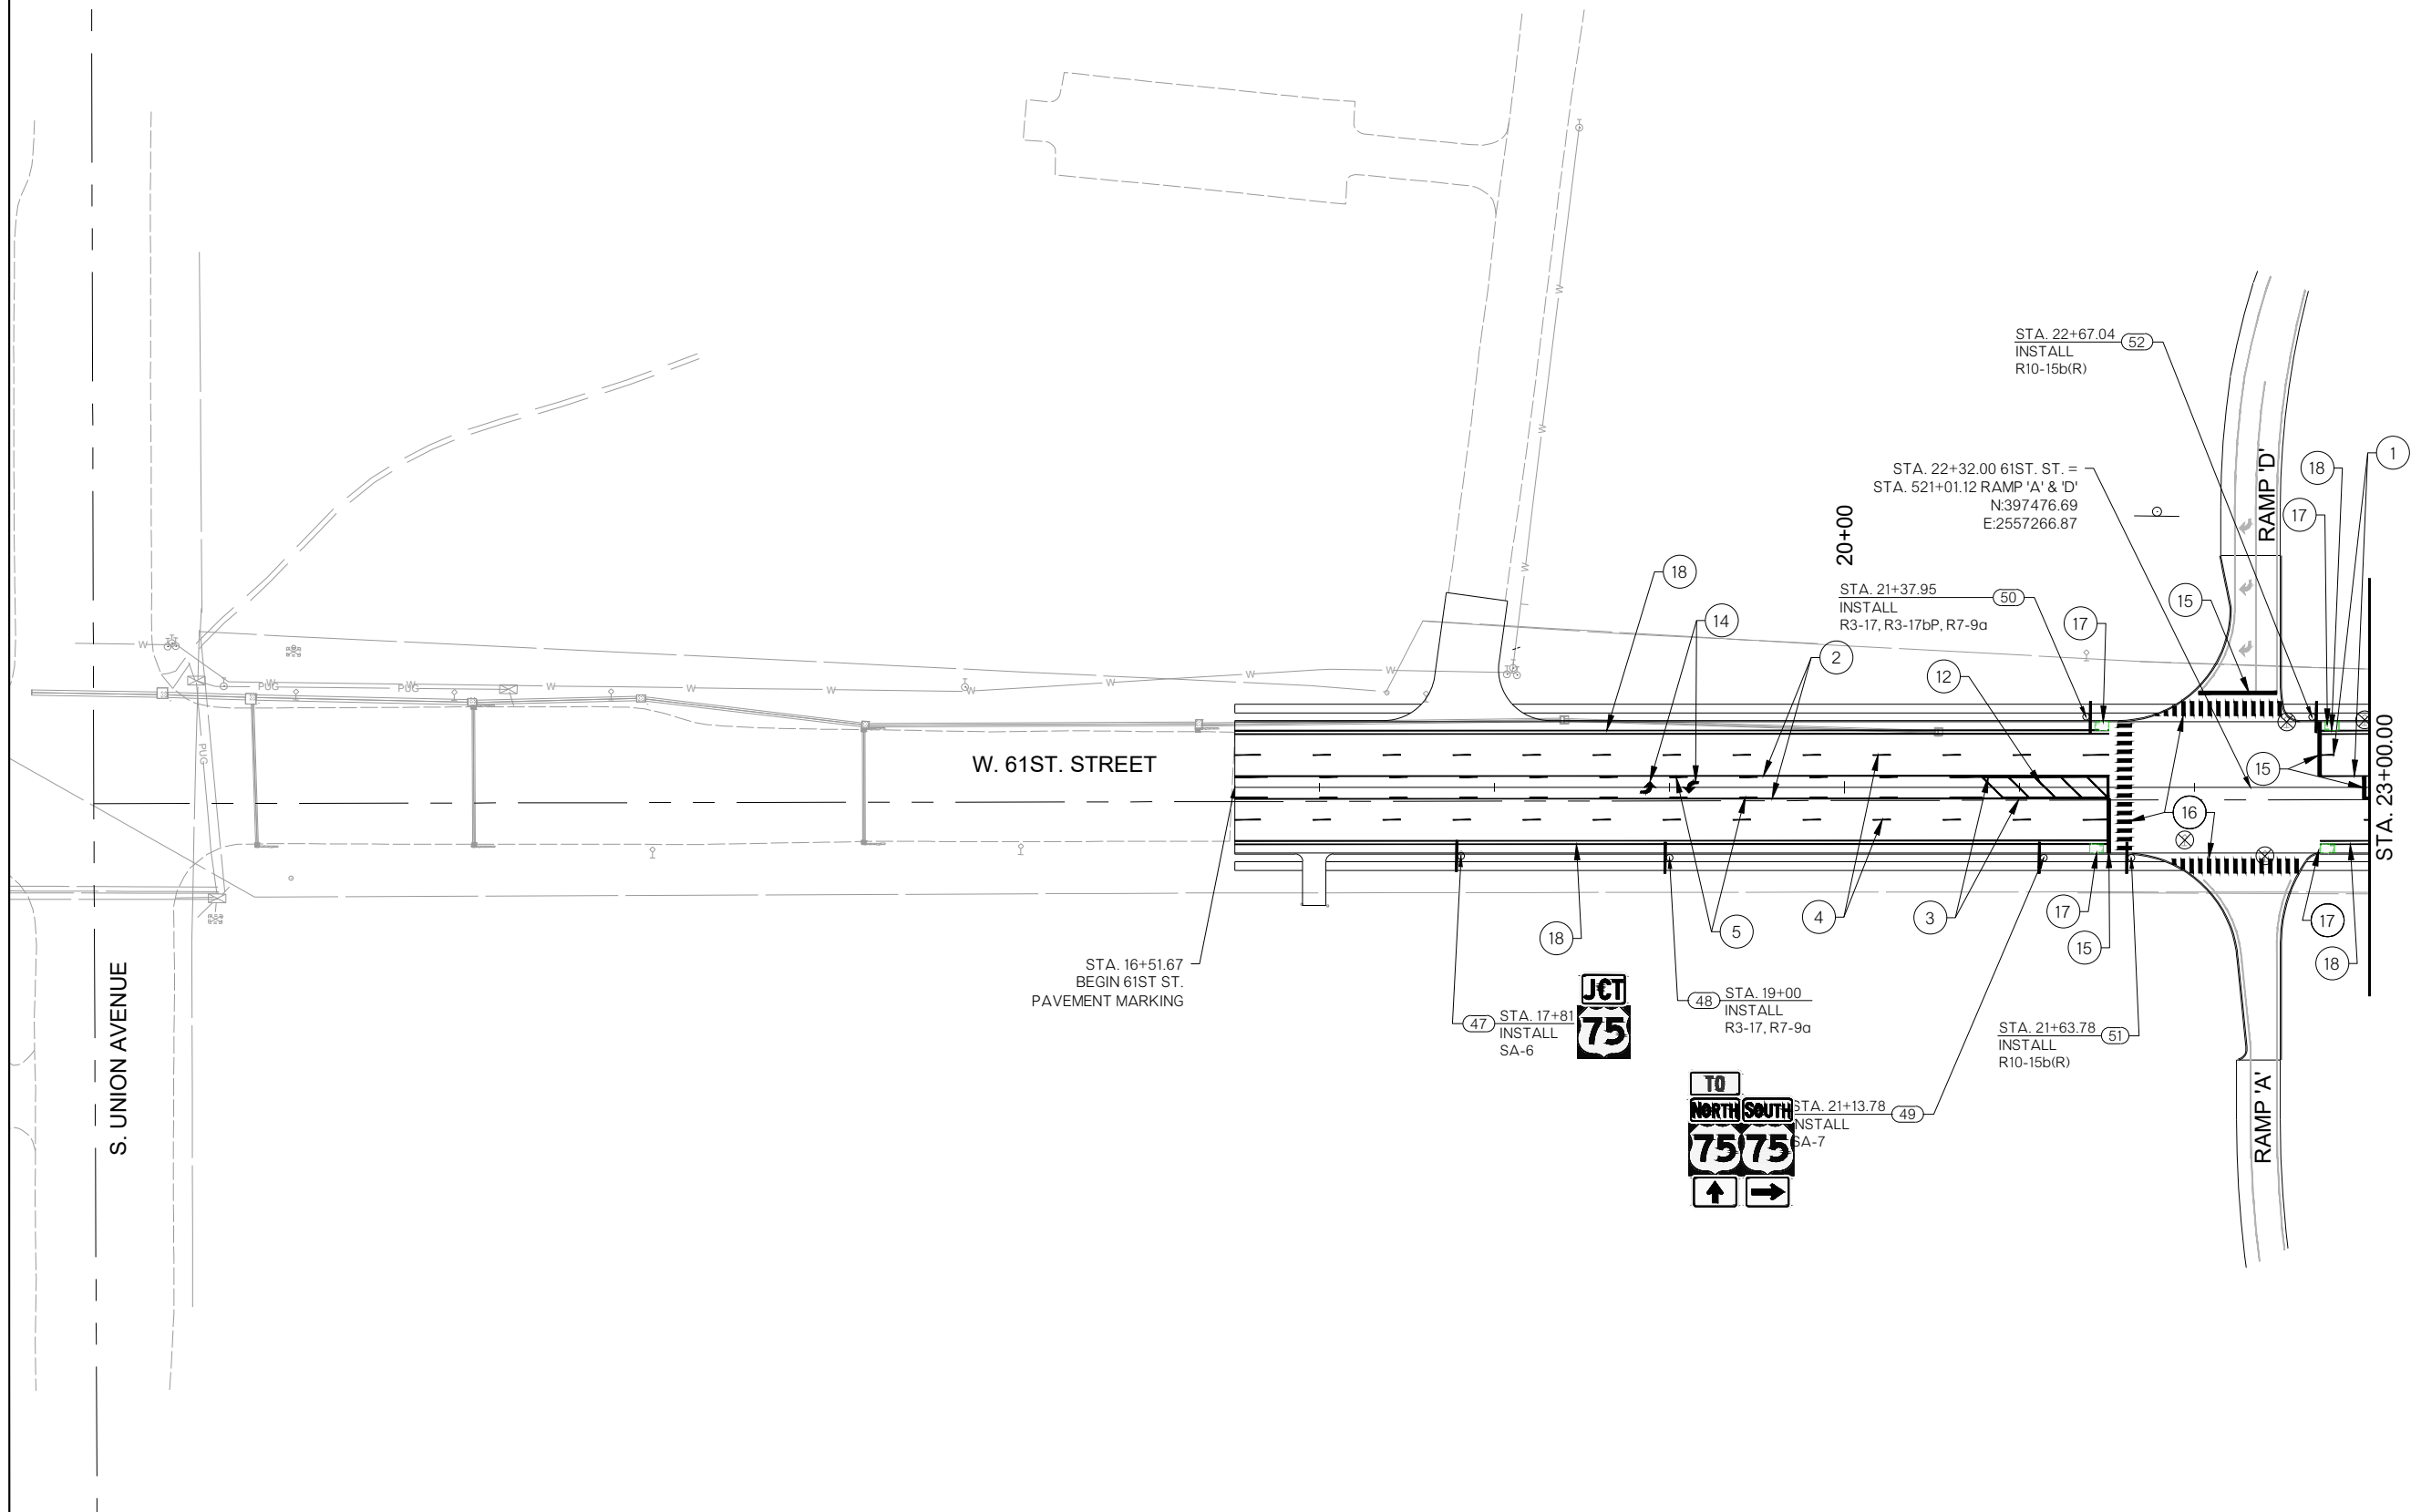 STA. 22+67.04 52
INSTALL
R10-15b(R)
STA. 22+32.00 61ST. ST. =
STA. 521+01.12 RAMP 'A' & 'D'
N:397476.69
E:2557266.87
RAMP 'D'
18
1
17
20+00
STA. 21+37.95 50
INSTALL
R3-17, R3-17bP, R7-9a
17
15
18
14
2
12
W
W
W
W
W
W
W
W
W
W
W
W
W
PUG
PUG
PUG
W. 61ST. STREET
15
16
STA. 23+00.00
18
5
4
3
17
15
17
18
STA. 16+51.67
BEGIN 61ST ST.
PAVEMENT MARKING
47 STA. 17+81
INSTALL
SA-6
JCT
75
48 STA. 19+00
INSTALL
R3-17, R7-9a
STA. 21+63.78 51
INSTALL
R10-15b(R)
TO
NORTH SOUTH
75 75
STA. 21+13.78 49
INSTALL
SA-7
S. UNION AVENUE
RAMP 'A'